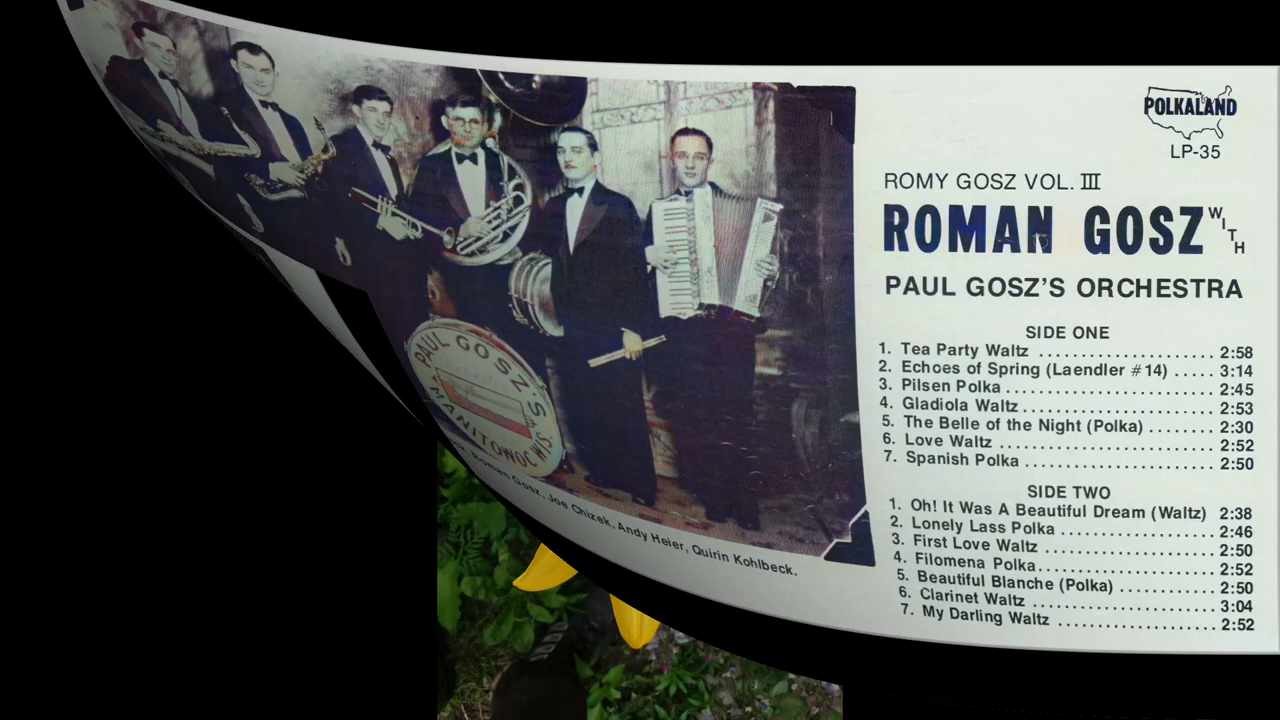 POLKALAND
LP-35
ROMY GOSZ VOL. III
ROMAN GOSZ WITH
PAUL GOSZ'S ORCHESTRA
SIDE ONE
1. Tea Party Waltz .................... 2:58
2. Echoes of Spring (Laendler #14) ..... 3:14
3. Pilsen Polka ......................... 2:45
4. Gladiola Waltz ....................... 2:53
5. The Belle of the Night (Polka) ........ 2:30
6. Love Waltz .......................... 2:52
7. Spanish Polka ....................... 2:50
SIDE TWO
1. Oh! It Was A Beautiful Dream (Waltz) 2:38
2. Lonely Lass Polka .................. 2:46
3. First Love Waltz .................... 2:50
4. Filomena Polka...................... 2:52
5. Beautiful Blanche (Polka) ............ 2:50
6. Clarinet Waltz ...................... 3:04
7. My Darling Waltz ................... 2:52
PAUL GOSZ'S
MANITOWOC WIS
Roman Gosz, Joe Chizek, Andy Heier, Quirin Kohlbeck.